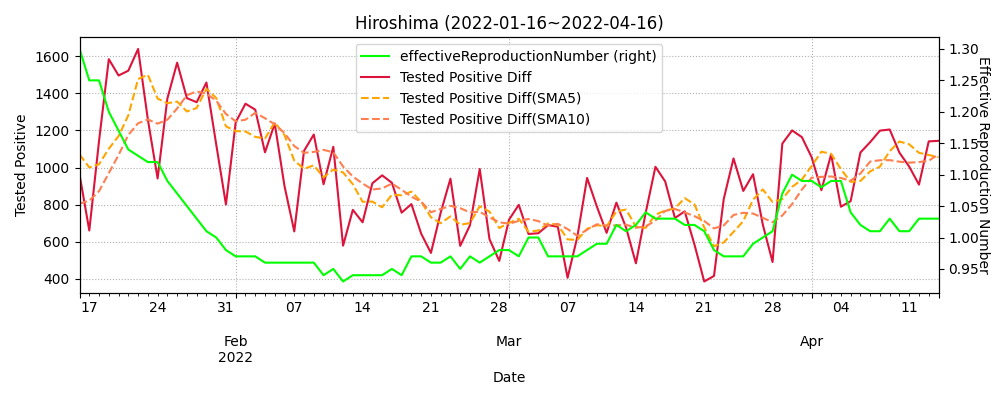 Hiroshima (2022-01-16~2022-04-16)
effectiveReproductionNumber (right)
Tested Positive Diff
Tested Positive Diff(SMA5)
Tested Positive Diff(SMA10)
Tested Positive
1600
1400
1200
1000
800
600
400
Effective Reproduction Number
1.30
1.25
1.20
1.15
1.10
1.05
1.00
0.95
17 24 31 07 14 21 28 07 14 21 28 04 11
Feb Mar Apr
2022
Date